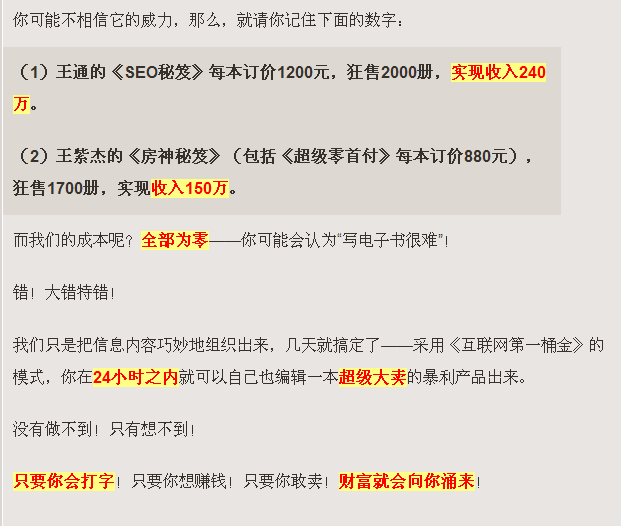 你可能不相信它的威力，那么，就请你记住下面的数字：
（1）王通的《SEO秘笈》每本订价1200元，狂售2000册，实现收入240
万。
（2）王紫杰的《房神秘笈》（包括《超级零首付》每本订价880元），
狂售1700册，实现收入150万。
而我们的成本呢？全部为零——你可能会认为“写电子书很难”！
错！大错特错！
我们只是把信息内容巧妙地组织出来，几天就搞定了——采用《互联网第一桶金》的
模式，你在24小时之内就可以自己也编辑一本超级大卖的暴利产品出来。
没有做不到！只有想不到！
只要你会打字！只要你想赚钱！只要你敢卖！财富就会向你涌来！